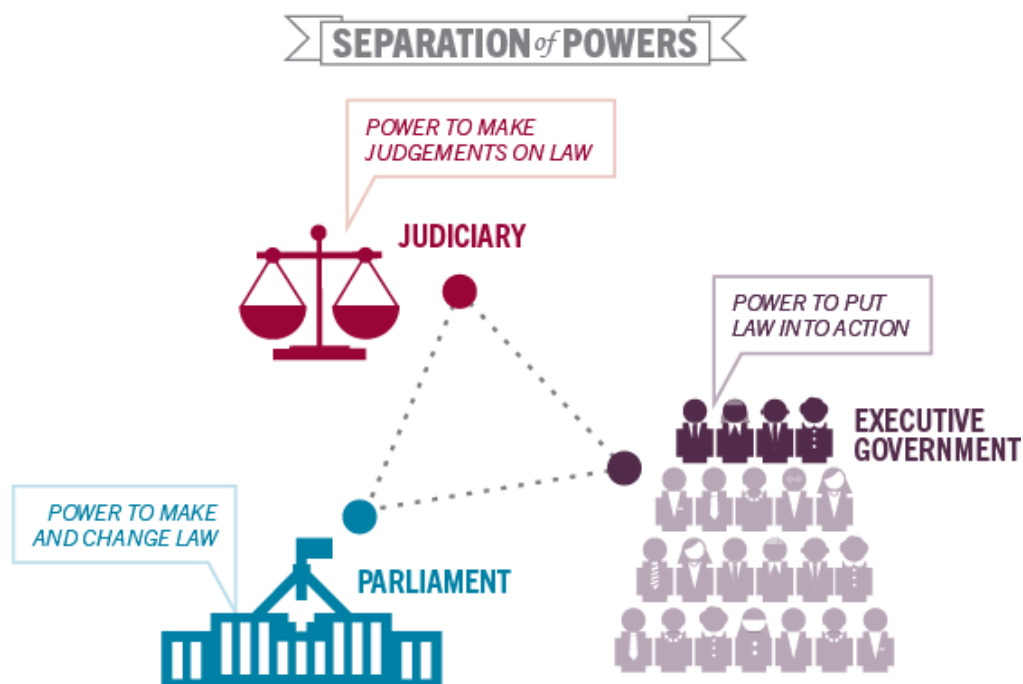 SEPARATION of POWERS
POWER TO MAKE
JUDGEMENTS ON LAW
JUDICIARY
POWER TO PUT
LAW INTO ACTION
EXECUTIVE
GOVERNMENT
POWER TO MAKE
AND CHANGE LAW
PARLIAMENT